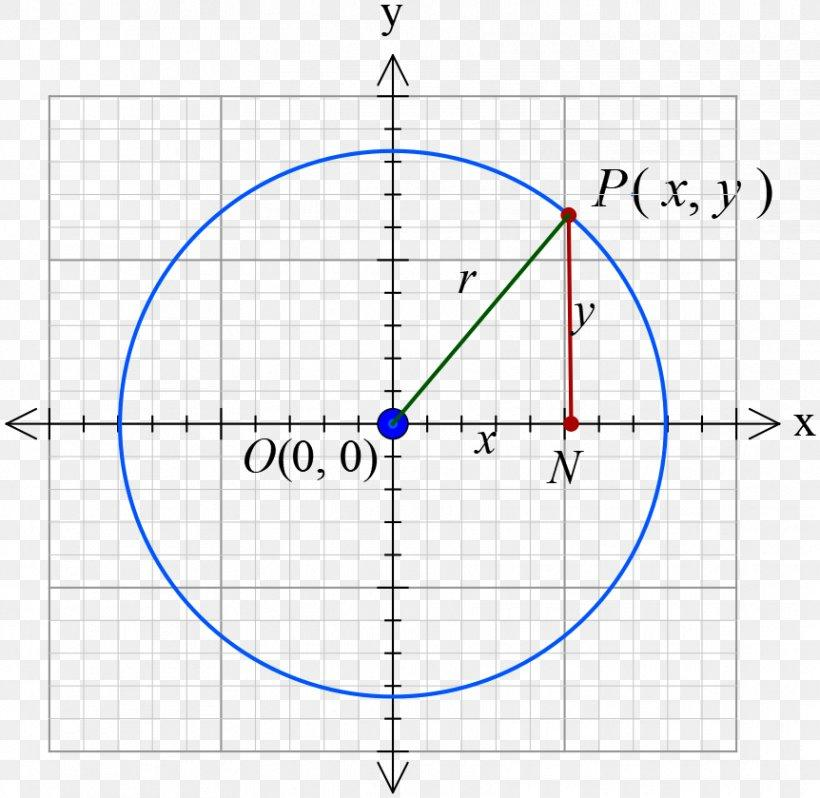 y
P( x, y )
r
y
x
O(0, 0)
x
N